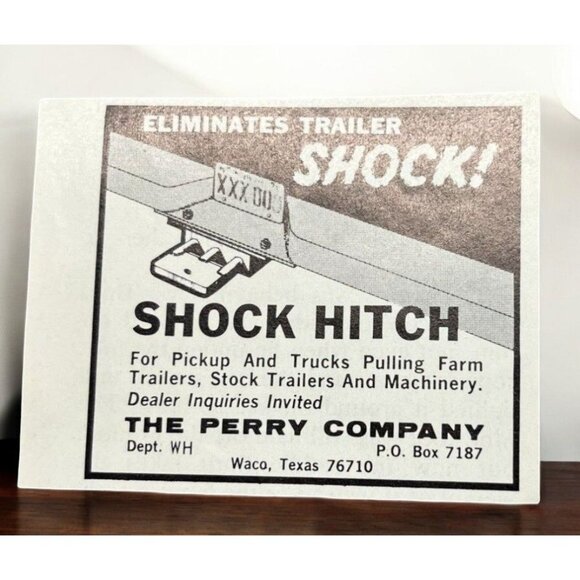 ELIMINATES TRAILER
SHOCK!
XXX 00
SHOCK HITCH
For Pickup And Trucks Pulling Farm
Trailers, Stock Trailers And Machinery.
Dealer Inquiries Invited
THE PERRY COMPANY
Dept. WH P.O. Box 7187
Waco, Texas 76710